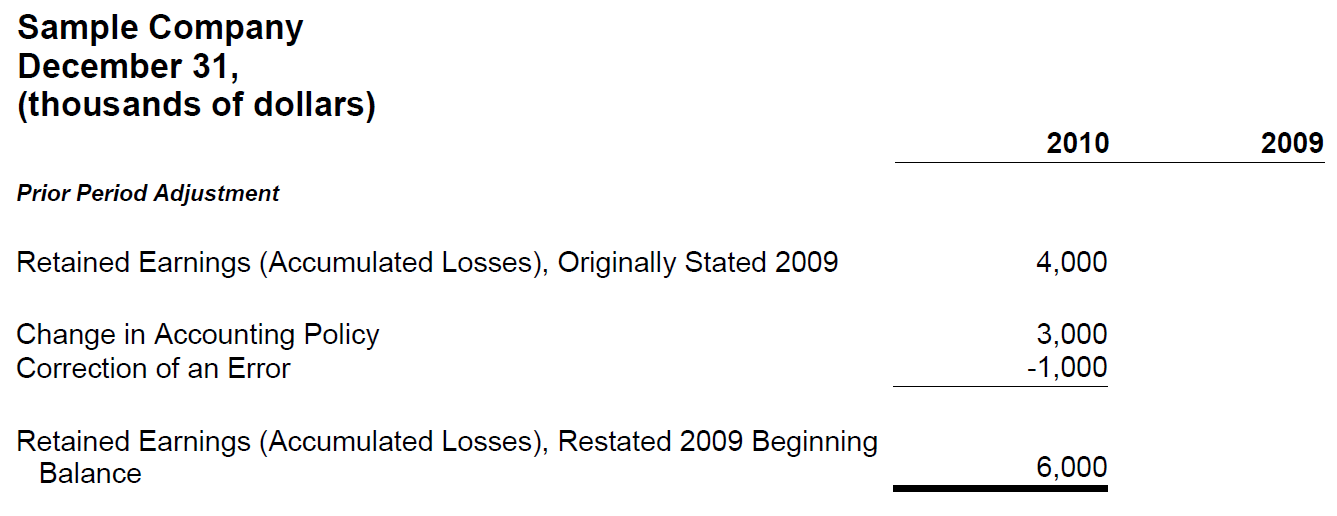 Sample Company
December 31,
(thousands of dollars)
2010 2009
Prior Period Adjustment
Retained Earnings (Accumulated Losses), Originally Stated 2009 4,000
Change in Accounting Policy 3,000
Correction of an Error -1,000
Retained Earnings (Accumulated Losses), Restated 2009 Beginning
Balance 6,000